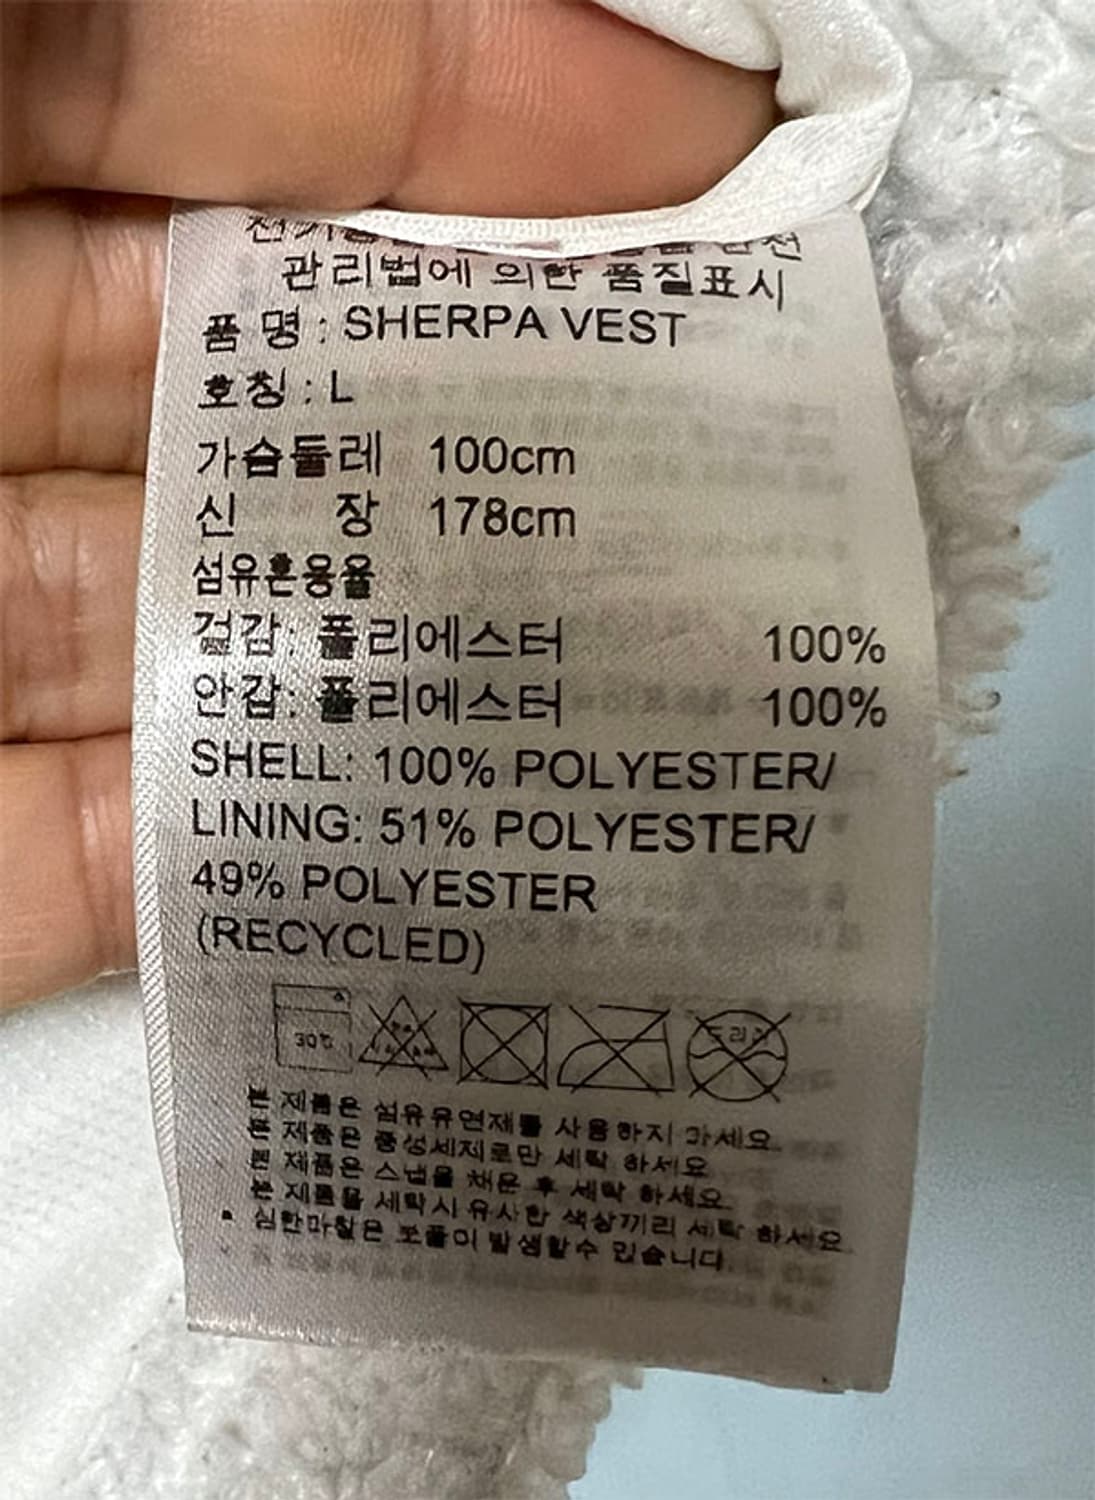 관리법에 의한 품질표시
품 명 : SHERPA VEST
호칭 : L
가슴둘레 100cm
신 장 178cm
섬유혼용율
겉감: 폴리에스터 100%
안감: 폴리에스터 100%
SHELL: 100% POLYESTER/
LINING: 51% POLYESTER/
49% POLYESTER
(RECYCLED)
30℃ 드라이
본 제품은 섬유유연제를 사용하지 마세요.
본 제품은 중성세제로만 세탁 하세요
본 제품은 스냅을 채운 후 세탁 하세요.
본 제품을 세탁시 유사한 색상끼리 세탁 하세요.
심한마찰은 보풀이 발생할수 있습니다.